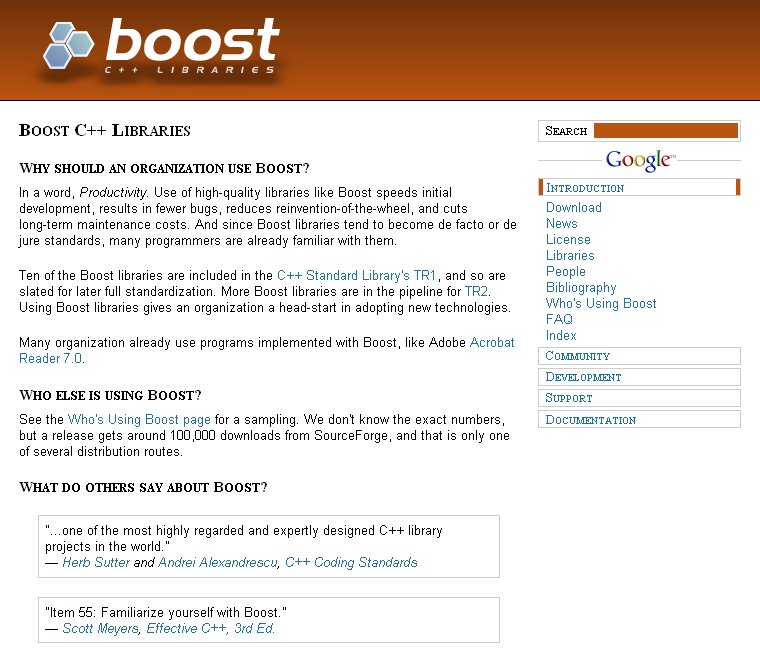 boost
C++ LIBRARIES
Boost C++ Libraries
Why should an organization use Boost?
In a word, Productivity. Use of high-quality libraries like Boost speeds initial
development, results in fewer bugs, reduces reinvention-of-the-wheel, and cuts
long-term maintenance costs. And since Boost libraries tend to become de facto or de
jure standards, many programmers are already familiar with them.
Ten of the Boost libraries are included in the C++ Standard Library's TR1, and so are
slated for later full standardization. More Boost libraries are in the pipeline for TR2.
Using Boost libraries gives an organization a head-start in adopting new technologies.
Many organization already use programs implemented with Boost, like Adobe Acrobat
Reader 7.0.
Who else is using Boost?
See the Who's Using Boost page for a sampling. We don't know the exact numbers,
but a release gets around 100,000 downloads from SourceForge, and that is only one
of several distribution routes.
What do others say about Boost?
"...one of the most highly regarded and expertly designed C++ library
projects in the world."
— Herb Sutter and Andrei Alexandrescu, C++ Coding Standards
"Item 55: Familiarize yourself with Boost."
— Scott Meyers, Effective C++, 3rd Ed.
Search
Google™
Introduction
Download
News
License
Libraries
People
Bibliography
Who's Using Boost
FAQ
Index
Community
Development
Support
Documentation